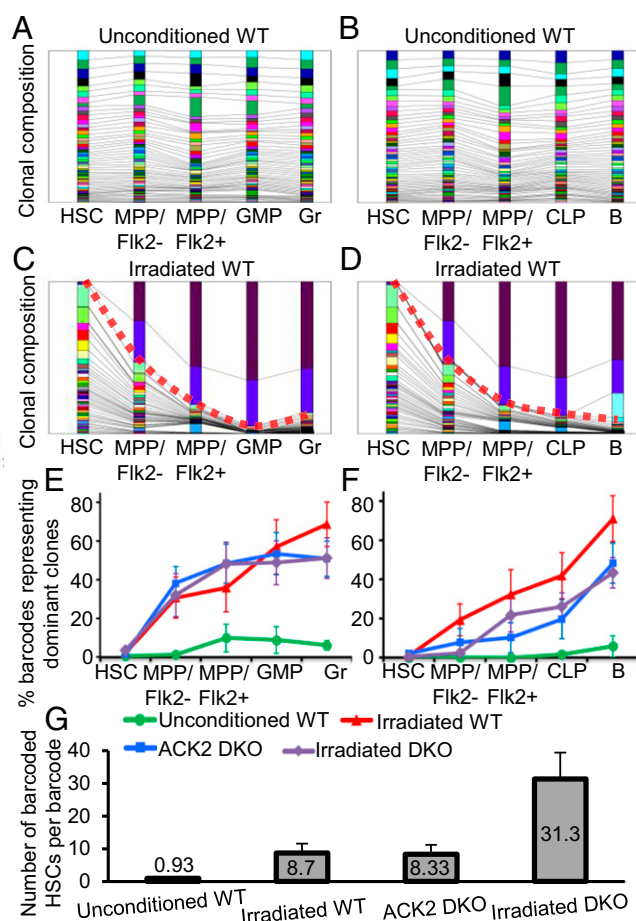 A Unconditioned WT
B Unconditioned WT
Clonal composition
HSC MPP/ MPP/ GMP Gr
Flk2- Flk2+
HSC MPP/ MPP/ CLP B
Flk2- Flk2+
C Irradiated WT
D Irradiated WT
Clonal composition
HSC MPP/ MPP/ GMP Gr
Flk2- Flk2+
HSC MPP/ MPP/ CLP B
Flk2- Flk2+
E
% barcodes representing
dominant clones
80
60
40
20
0
HSC MPP/ MPP/ GMP Gr
Flk2- Flk2+
F
80
60
40
20
0
HSC MPP/ MPP/ CLP B
Flk2- Flk2+
G
Unconditioned WT Irradiated WT
ACK2 DKO Irradiated DKO
Number of barcoded
HSCs per barcode
40
30
20
10
0
0.93
8.7
8.33
31.3
Unconditioned WT Irradiated WT ACK2 DKO Irradiated DKO